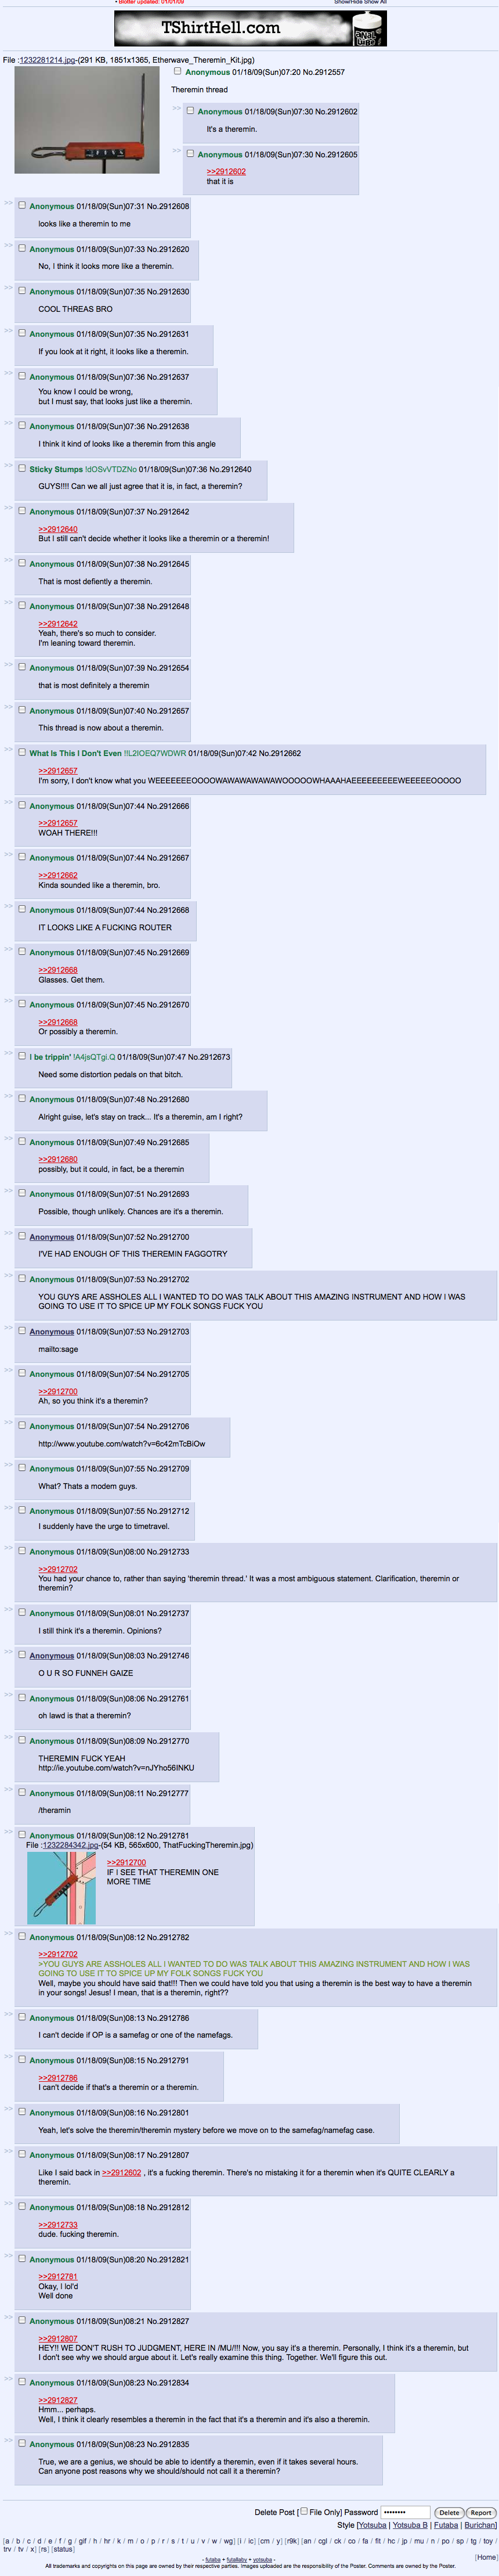 • Blotter updated: 01/01/09
Show/Hide Show All
TShirtHell.com
File :1232281214.jpg-(291 KB, 1851x1365, Etherwave_Theremin_Kit.jpg)
Anonymous 01/18/09(Sun)07:20 No.2912557
Theremin thread
>> Anonymous 01/18/09(Sun)07:30 No.2912602
It's a theremin.
>> Anonymous 01/18/09(Sun)07:30 No.2912605
>>2912602
that it is
>> Anonymous 01/18/09(Sun)07:31 No.2912608
looks like a theremin to me
>> Anonymous 01/18/09(Sun)07:33 No.2912620
No, I think it looks more like a theremin.
>> Anonymous 01/18/09(Sun)07:35 No.2912630
COOL THREAS BRO
>> Anonymous 01/18/09(Sun)07:35 No.2912631
If you look at it right, it looks like a theremin.
>> Anonymous 01/18/09(Sun)07:36 No.2912637
You know I could be wrong,
but I must say, that looks just like a theremin.
>> Anonymous 01/18/09(Sun)07:36 No.2912638
I think it kind of looks like a theremin from this angle
>> Sticky Stumps !dOSvVTDZNo 01/18/09(Sun)07:36 No.2912640
GUYS!!!! Can we all just agree that it is, in fact, a theremin?
>> Anonymous 01/18/09(Sun)07:37 No.2912642
>>2912640
But I still can't decide whether it looks like a theremin or a theremin!
>> Anonymous 01/18/09(Sun)07:38 No.2912645
That is most defiently a theremin.
>> Anonymous 01/18/09(Sun)07:38 No.2912648
>>2912642
Yeah, there's so much to consider.
I'm leaning toward theremin.
>> Anonymous 01/18/09(Sun)07:39 No.2912654
that is most definitely a theremin
>> Anonymous 01/18/09(Sun)07:40 No.2912657
This thread is now about a theremin.
>> What Is This I Don't Even !!L2IOEQ7WDWR 01/18/09(Sun)07:42 No.2912662
>>2912657
I'm sorry, I don't know what you WEEEEEEEOOOOWAWAWAWAWAWOOOOOWHAAAHAEEEEEEEEEWEEEEEOOOOO
>> Anonymous 01/18/09(Sun)07:44 No.2912666
>>2912657
WOAH THERE!!!
>> Anonymous 01/18/09(Sun)07:44 No.2912667
>>2912662
Kinda sounded like a theremin, bro.
>> Anonymous 01/18/09(Sun)07:44 No.2912668
IT LOOKS LIKE A FUCKING ROUTER
>> Anonymous 01/18/09(Sun)07:45 No.2912669
>>2912668
Glasses. Get them.
>> Anonymous 01/18/09(Sun)07:45 No.2912670
>>2912668
Or possibly a theremin.
>> I be trippin' !A4jsQTgi.Q 01/18/09(Sun)07:47 No.2912673
Need some distortion pedals on that bitch.
>> Anonymous 01/18/09(Sun)07:48 No.2912680
Alright guise, let's stay on track... It's a theremin, am I right?
>> Anonymous 01/18/09(Sun)07:49 No.2912685
>>2912680
possibly, but it could, in fact, be a theremin
>> Anonymous 01/18/09(Sun)07:51 No.2912693
Possible, though unlikely. Chances are it's a theremin.
>> Anonymous 01/18/09(Sun)07:52 No.2912700
I'VE HAD ENOUGH OF THIS THEREMIN FAGGOTRY
>> Anonymous 01/18/09(Sun)07:53 No.2912702
YOU GUYS ARE ASSHOLES ALL I WANTED TO DO WAS TALK ABOUT THIS AMAZING INSTRUMENT AND HOW I WAS
GOING TO USE IT TO SPICE UP MY FOLK SONGS FUCK YOU
>> Anonymous 01/18/09(Sun)07:53 No.2912703
mailto:sage
>> Anonymous 01/18/09(Sun)07:54 No.2912705
>>2912700
Ah, so you think it's a theremin?
>> Anonymous 01/18/09(Sun)07:54 No.2912706
http://www.youtube.com/watch?v=6c42mTcBiOw
>> Anonymous 01/18/09(Sun)07:55 No.2912709
What? Thats a modem guys.
>> Anonymous 01/18/09(Sun)07:55 No.2912712
I suddenly have the urge to timetravel.
>> Anonymous 01/18/09(Sun)08:00 No.2912733
>>2912702
You had your chance to, rather than saying 'theremin thread.' It was a most ambiguous statement. Clarification, theremin or
theremin?
>> Anonymous 01/18/09(Sun)08:01 No.2912737
I still think it's a theremin. Opinions?
>> Anonymous 01/18/09(Sun)08:03 No.2912746
O U R SO FUNNEH GAIZE
>> Anonymous 01/18/09(Sun)08:06 No.2912761
oh lawd is that a theremin?
>> Anonymous 01/18/09(Sun)08:09 No.2912770
THEREMIN FUCK YEAH
http://ie.youtube.com/watch?v=nJYho56INKU
>> Anonymous 01/18/09(Sun)08:11 No.2912777
/theramin
>> Anonymous 01/18/09(Sun)08:12 No.2912781
File :1232284342.jpg-(54 KB, 565x600, ThatFuckingTheremin.jpg)
>>2912700
IF I SEE THAT THEREMIN ONE
MORE TIME
>> Anonymous 01/18/09(Sun)08:12 No.2912782
>>2912702
>YOU GUYS ARE ASSHOLES ALL I WANTED TO DO WAS TALK ABOUT THIS AMAZING INSTRUMENT AND HOW I WAS
GOING TO USE IT TO SPICE UP MY FOLK SONGS FUCK YOU
Well, maybe you should have said that!!! Then we could have told you that using a theremin is the best way to have a theremin
in your songs! Jesus! I mean, that is a theremin, right??
>> Anonymous 01/18/09(Sun)08:13 No.2912786
I can't decide if OP is a samefag or one of the namefags.
>> Anonymous 01/18/09(Sun)08:15 No.2912791
>>2912786
I can't decide if that's a theremin or a theremin.
>> Anonymous 01/18/09(Sun)08:16 No.2912801
Yeah, let's solve the theremin/theremin mystery before we move on to the samefag/namefag case.
>> Anonymous 01/18/09(Sun)08:17 No.2912807
Like I said back in >>2912602 , it's a fucking theremin. There's no mistaking it for a theremin when it's QUITE CLEARLY a
theremin.
>> Anonymous 01/18/09(Sun)08:18 No.2912812
>>2912733
dude. fucking theremin.
>> Anonymous 01/18/09(Sun)08:20 No.2912821
>>2912781
Okay, I lol'd
Well done
>> Anonymous 01/18/09(Sun)08:21 No.2912827
>>2912807
HEY!! WE DON'T RUSH TO JUDGMENT, HERE IN /MU/!!! Now, you say it's a theremin. Personally, I think it's a theremin, but
I don't see why we should argue about it. Let's really examine this thing. Together. We'll figure this out.
>> Anonymous 01/18/09(Sun)08:23 No.2912834
>>2912827
Hmm... perhaps.
Well, I think it clearly resembles a theremin in the fact that it's a theremin and it's also a theremin.
>> Anonymous 01/18/09(Sun)08:23 No.2912835
True, we are a genius, we should be able to identify a theremin, even if it takes several hours.
Can anyone post reasons why we should/should not call it a theremin?
Delete Post [ File Only] Password •••••••• Delete Report
Style [Yotsuba | Yotsuba B | Futaba | Burichan]
[a / b / c / d / e / f / g / gif / h / hr / k / m / o / p / r / s / t / u / v / w / wg] [i / ic] [cm / y] [r9k] [an / cgl / ck / co / fa / fit / hc / jp / mu / n / po / sp / tg / toy /
trv / tv / x] [rs] [status]
[Home]
- futaba + futallaby + yotsuba -
All trademarks and copyrights on this page are owned by their respective parties. Images uploaded are the responsibility of the Poster. Comments are owned by the Poster.